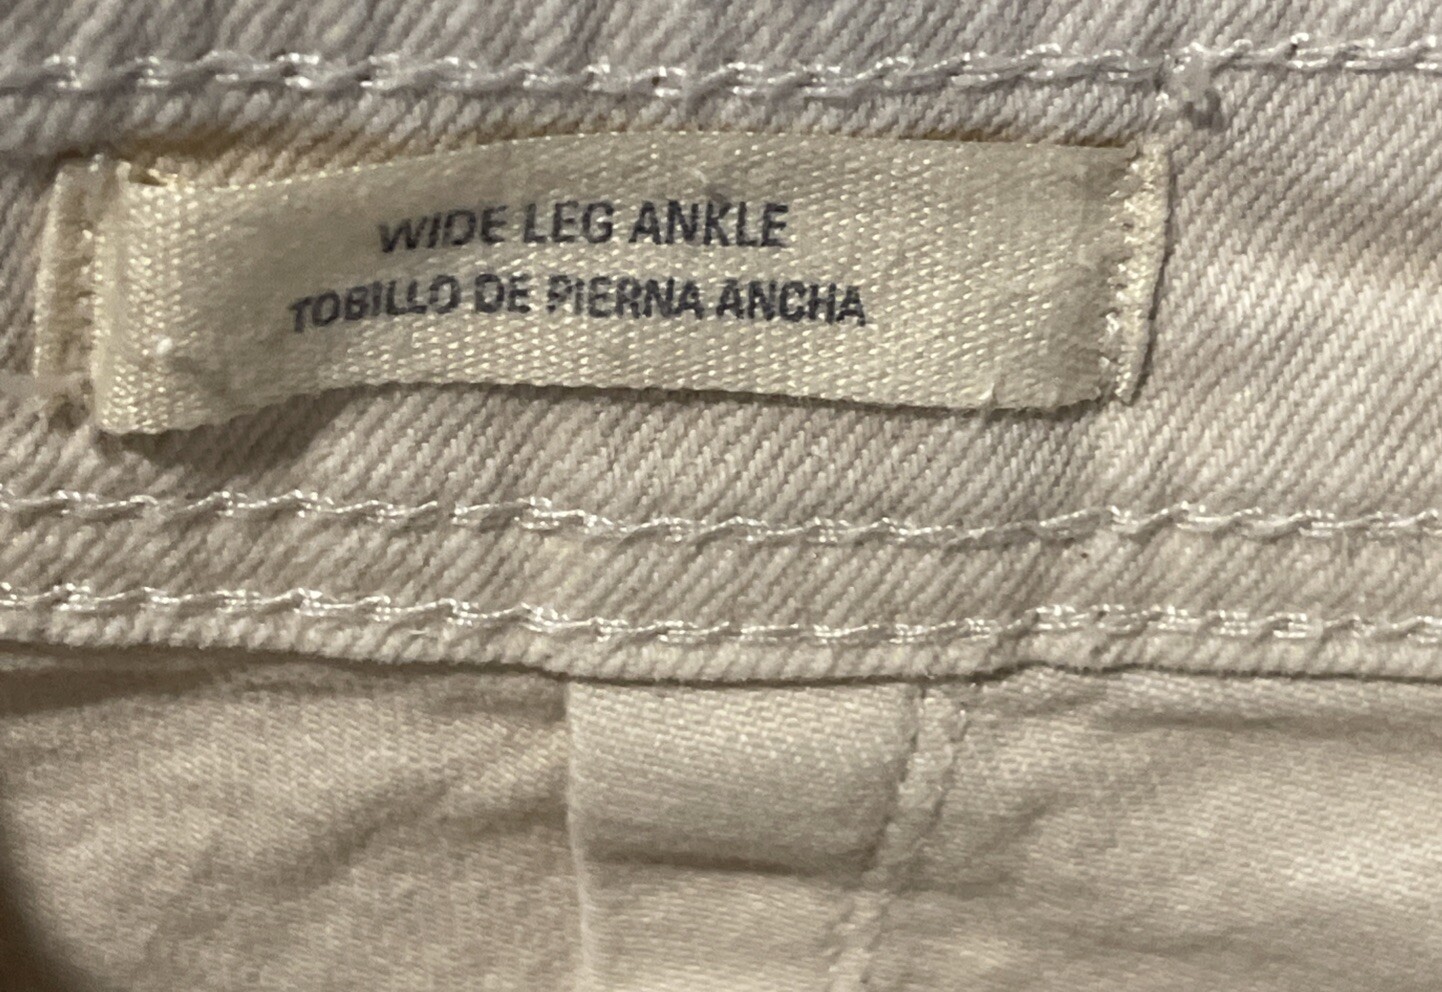 WIDE LEG ANKLE
TOBILLO DE PIERNA ANCHA